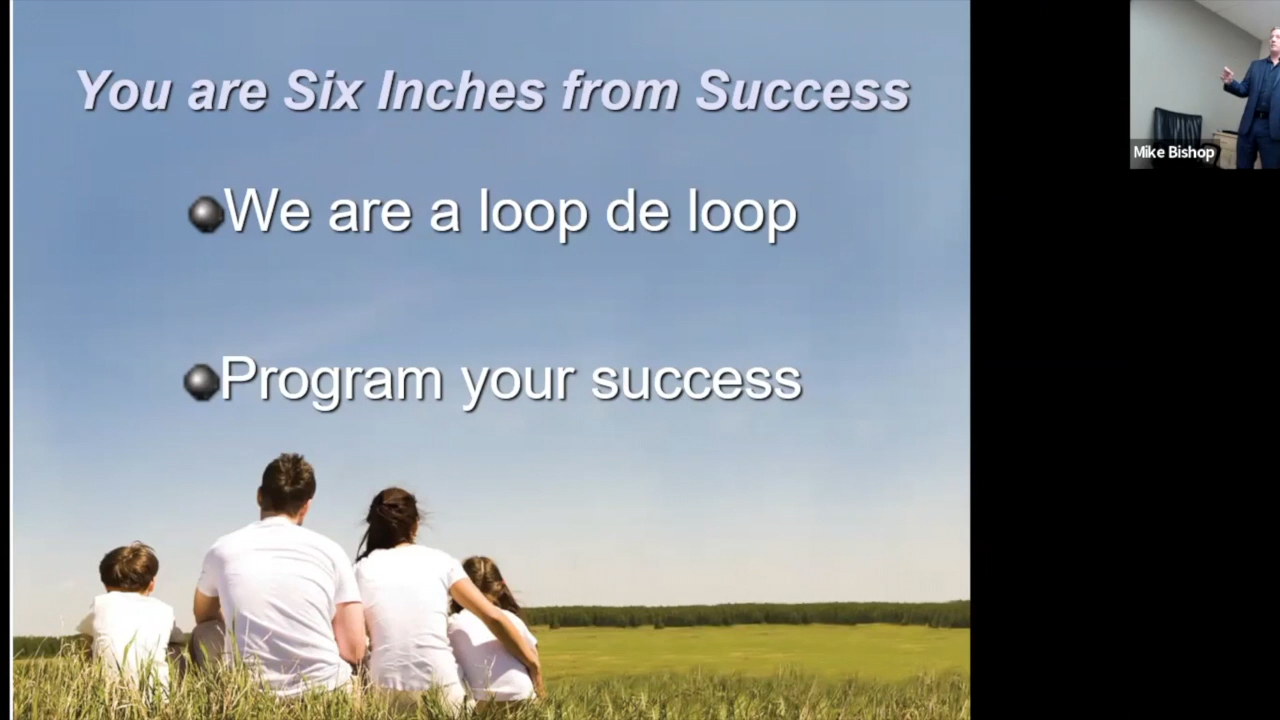 You are Six Inches from Success
We are a loop de loop
Program your success
Mike Bishop